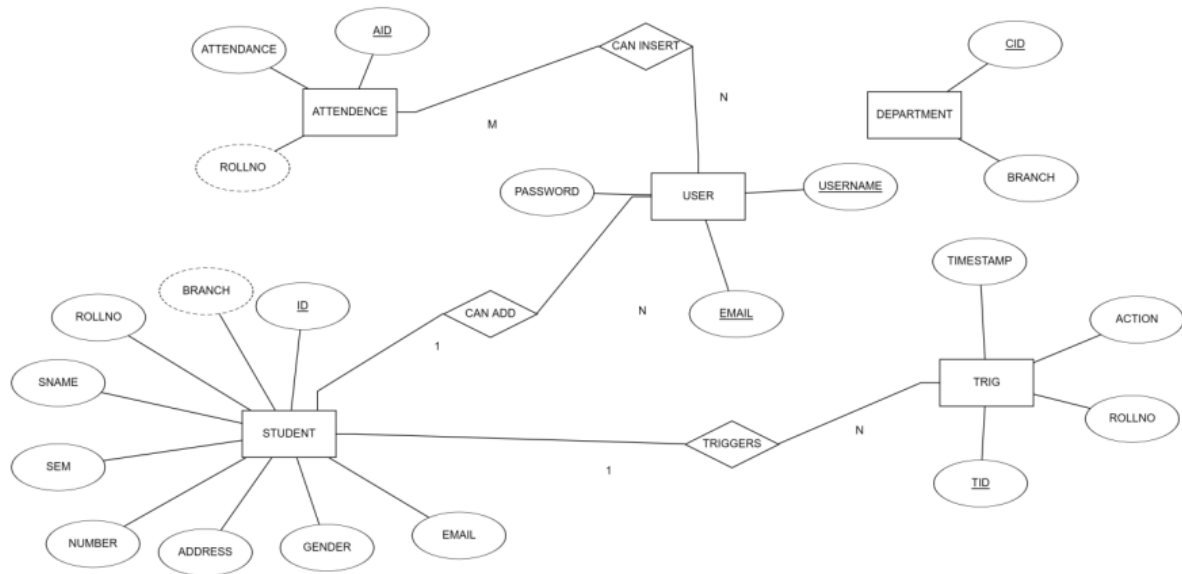 AID
ATTENDANCE
CAN INSERT
CID
ATTENDENCE
DEPARTMENT
M
N
ROLLNO
PASSWORD
USER
USERNAME
BRANCH
BRANCH
ID
TIMESTAMP
ROLLNO
CAN ADD
N
EMAIL
ACTION
1
SNAME
TRIG
STUDENT
TRIGGERS
N
ROLLNO
SEM
1
TID
NUMBER
ADDRESS
GENDER
EMAIL